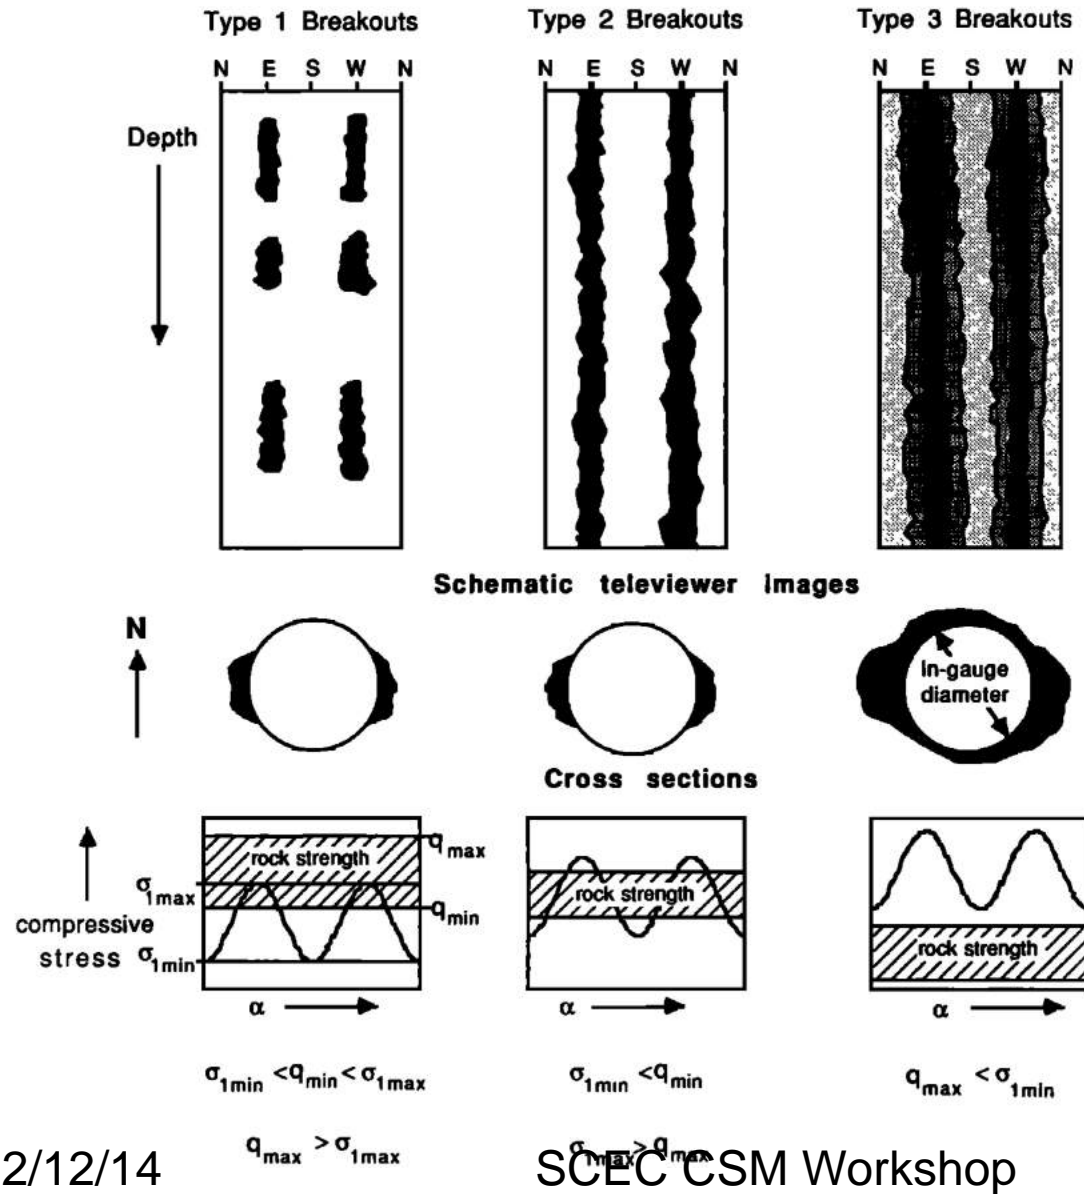 Type 1 Breakouts Type 2 Breakouts Type 3 Breakouts
N E S W N N E S W N N E S W N
Depth
Schematic televiewer images
N
In-gauge
diameter
Cross sections
rock strength
q max
σ1max
q min
compressive
stress
σ1min
rock strength
rock strength
α α α
σ1min <qmin< σ1max σ1min <qmin qmax < σ1min
qmax > σ1max σ1max> qmax
2/12/14 SCEC CSM Workshop